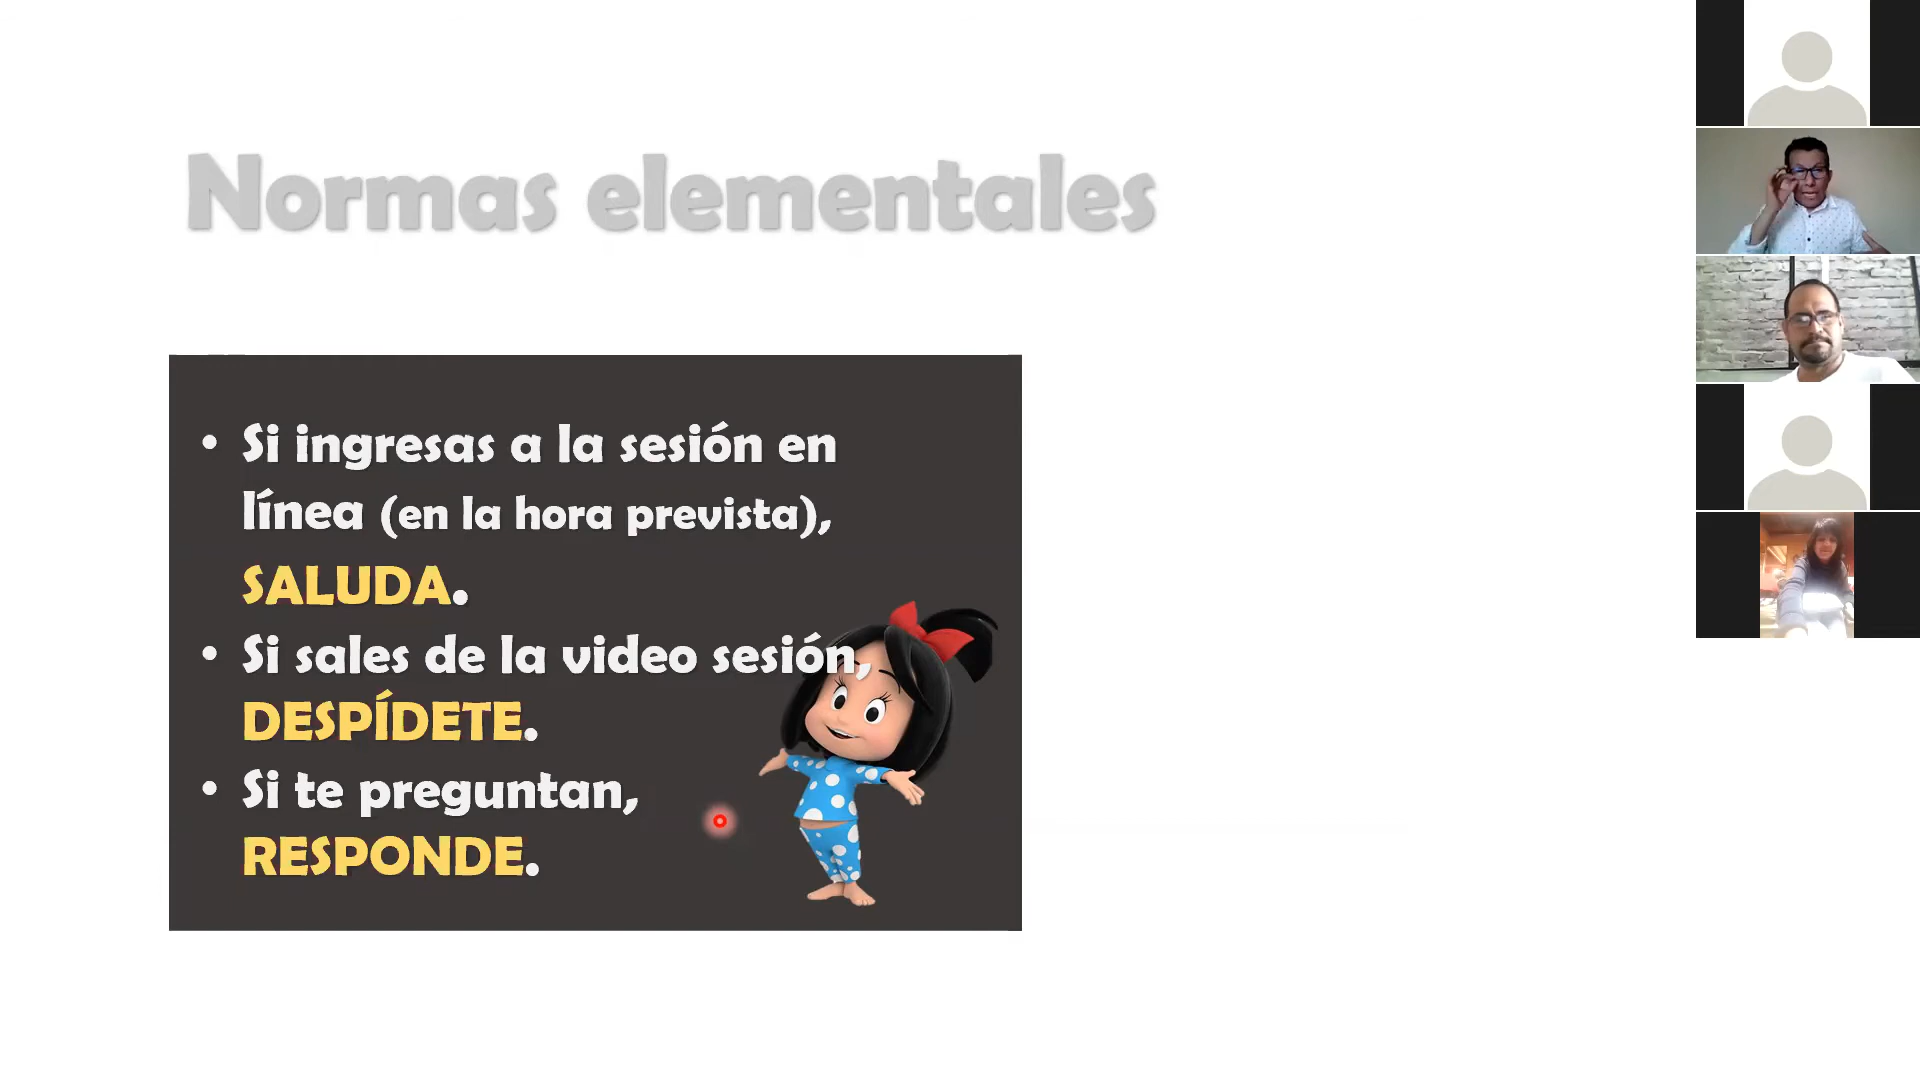 Normas elementales
• Si ingresas a la sesión en
línea (en la hora prevista),
SALUDA.
• Si sales de la video sesión,
DESPÍDETE.
• Si te preguntan,
RESPONDE.